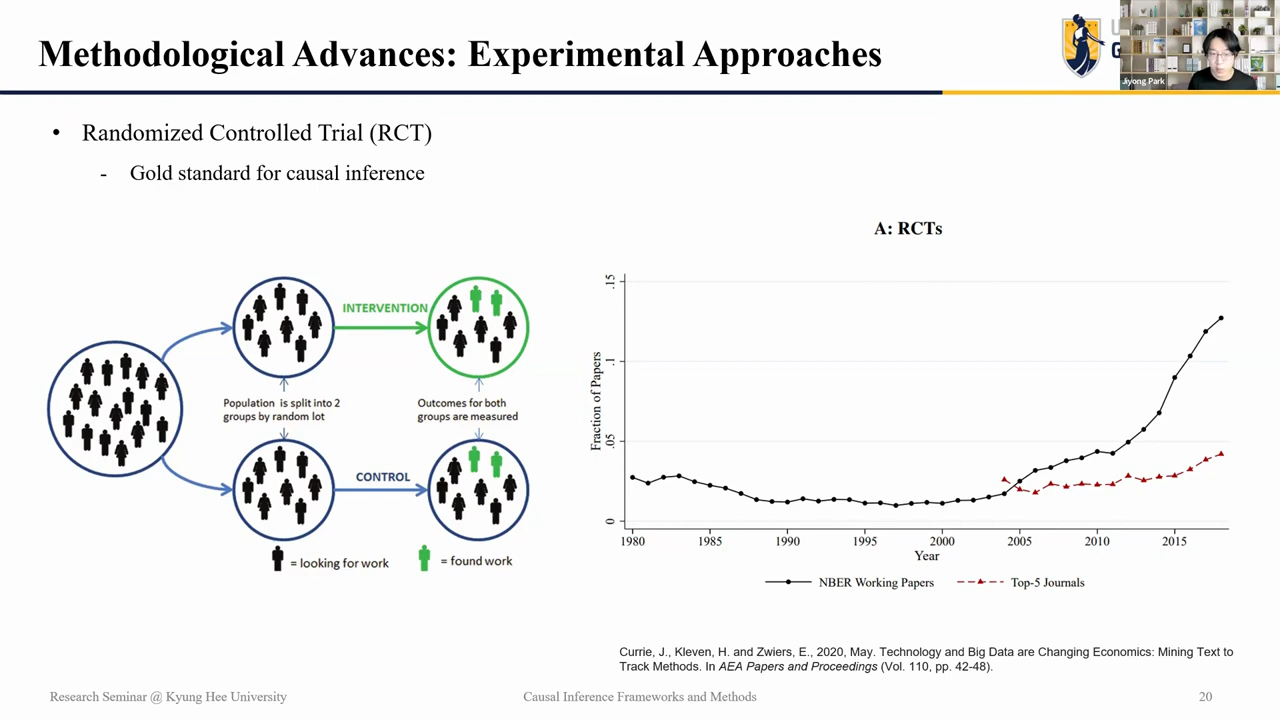 Methodological Advances: Experimental Approaches
Jiyong Park
• Randomized Controlled Trial (RCT)
- Gold standard for causal inference
INTERVENTION
Population is split into 2
groups by random lot
Outcomes for both
groups are measured
CONTROL
= looking for work
= found work
A: RCTs
Fraction of Papers
.15
.1
.05
0
1980 1985 1990 1995 2000 2005 2010 2015
Year
NBER Working Papers Top-5 Journals
Currie, J., Kleven, H. and Zwiers, E., 2020, May. Technology and Big Data are Changing Economics: Mining Text to
Track Methods. In AEA Papers and Proceedings (Vol. 110, pp. 42-48).
Research Seminar @ Kyung Hee University Causal Inference Frameworks and Methods 20